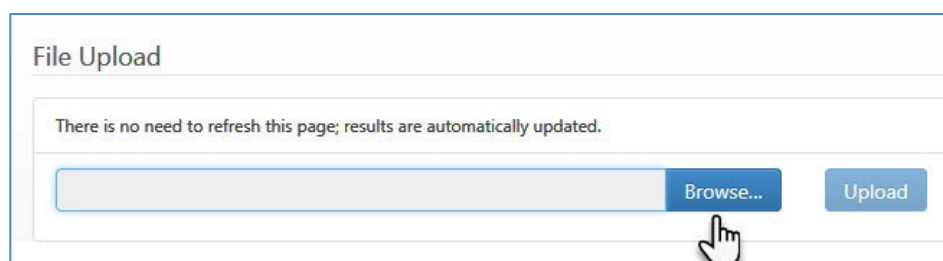 File Upload
There is no need to refresh this page; results are automatically updated.
Browse... Upload